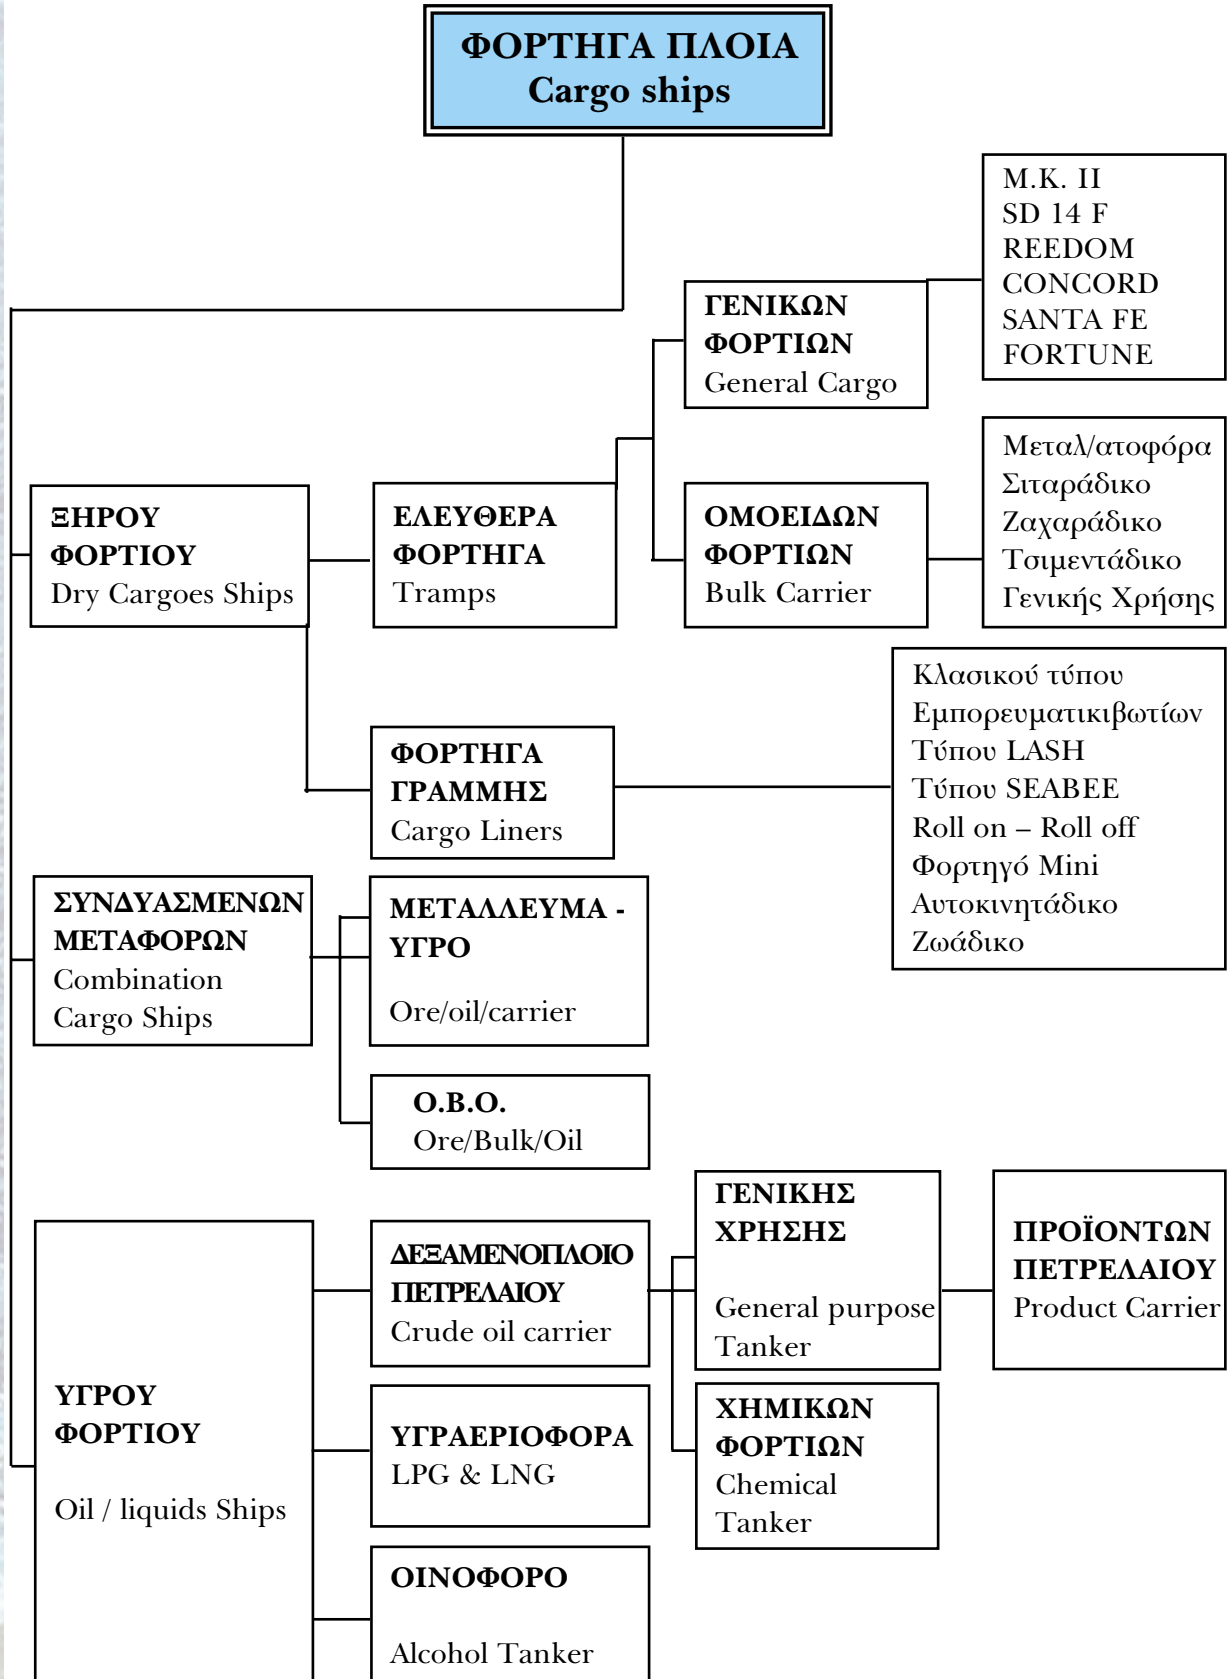 ΦΟΡΤΗΓΑ ΠΛΟΙΑ
Cargo ships
M.K. II
SD 14 F
REEDOM
CONCORD
SANTA FE
FORTUNE
ΓΕΝΙΚΩΝ
ΦΟΡΤΙΩΝ
General Cargo
ΞΗΡΟΥ
ΦΟΡΤΙΟΥ
Dry Cargoes Ships
ΕΛΕΥΘΕΡΑ
ΦΟΡΤΗΓΑ
Tramps
ΟΜΟΕΙΔΩΝ
ΦΟΡΤΙΩΝ
Bulk Carrier
Μεταλ/ατοφόρα
Σιταράδικο
Ζαχαράδικο
Τσιμεντάδικο
Γενικής Χρήσης
ΦΟΡΤΗΓΑ
ΓΡΑΜΜΗΣ
Cargo Liners
Κλασικού τύπου
Εμπορευματικιβωτίων
Τύπου LASH
Τύπου SEABEE
Roll on – Roll off
Φορτηγό Mini
Αυτοκινητάδικο
Ζωάδικο
ΣΥΝΔΥΑΣΜΕΝΩΝ
ΜΕΤΑΦΟΡΩΝ
Combination
Cargo Ships
ΜΕΤΑΛΛΕΥΜΑ -
ΥΓΡΟ
Ore/oil/carrier
O.B.O.
Ore/Bulk/Oil
ΥΓΡΟΥ
ΦΟΡΤΙΟΥ
Oil / liquids Ships
ΔΕΞΑΜΕΝΟΠΛΟΙΟ
ΠΕΤΡΕΛΑΙΟΥ
Crude oil carrier
ΓΕΝΙΚΗΣ
ΧΡΗΣΗΣ
General purpose
Tanker
ΠΡΟΪΟΝΤΩΝ
ΠΕΤΡΕΛΑΙΟΥ
Product Carrier
ΥΓΡΑΕΡΙΟΦΟΡΑ
LPG & LNG
ΧΗΜΙΚΩΝ
ΦΟΡΤΙΩΝ
Chemical
Tanker
ΟΙΝΟΦΟΡΟ
Alcohol Tanker